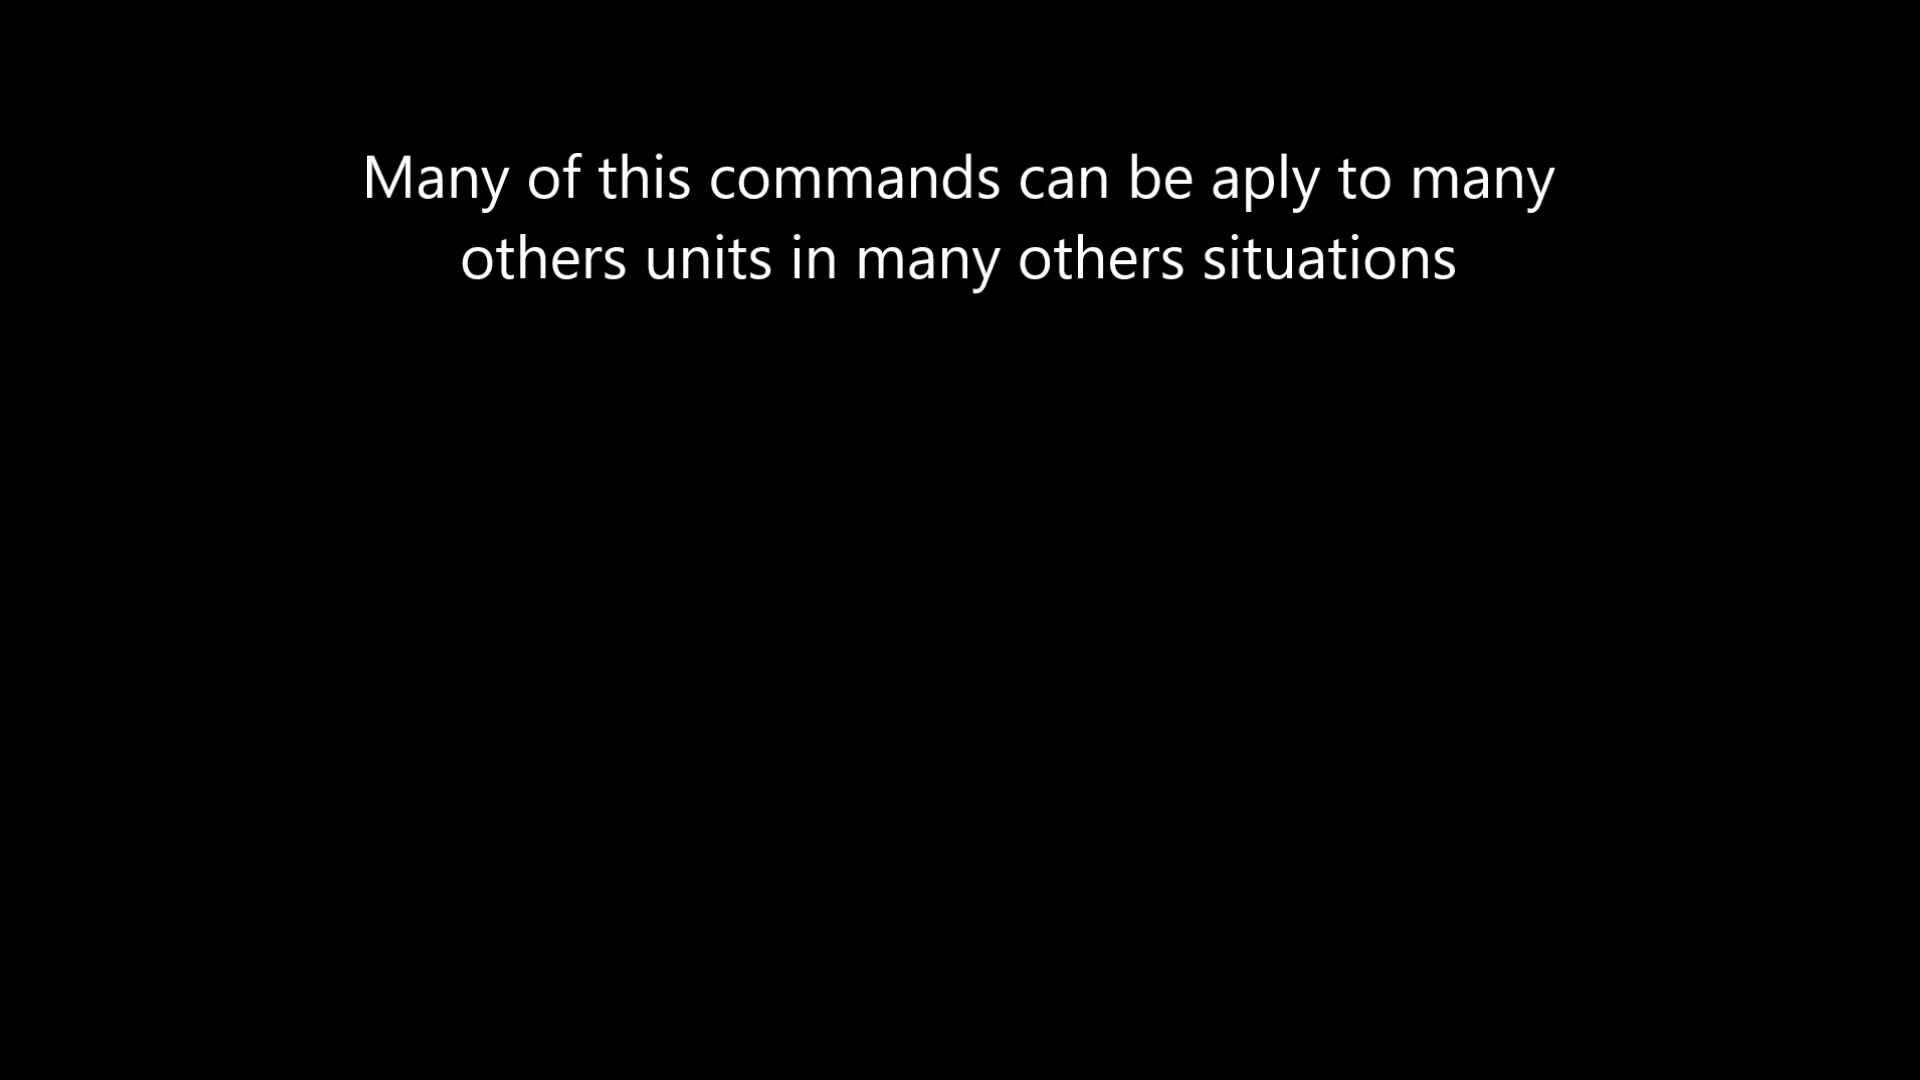 Many of this commands can be aply to many
others units in many others situations